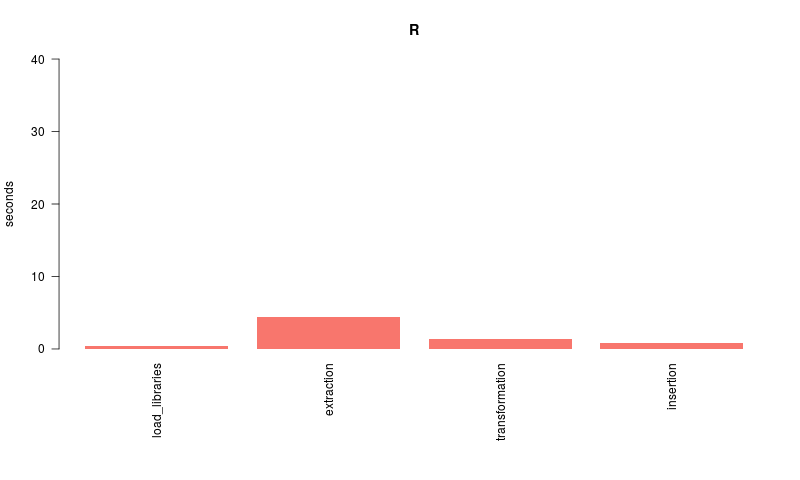 R
40
30
20
10
0
seconds
load_libraries
extraction
transformation
insertion